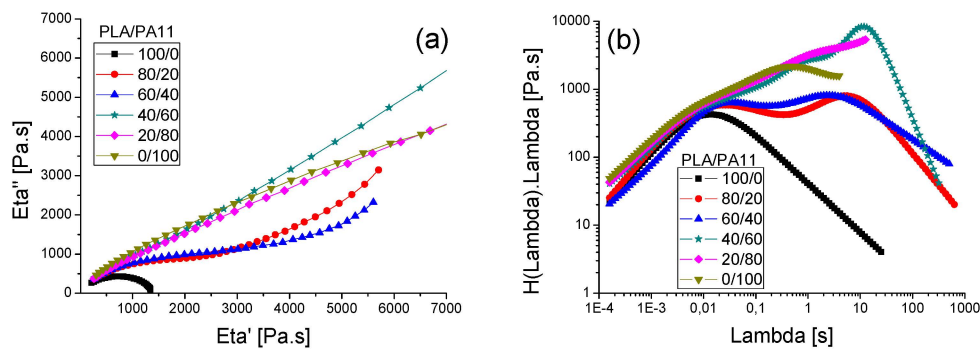 7000
6000
5000
4000
3000
2000
1000
0
Eta'' [Pa.s]
PLA/PA11
100/0
80/20
60/40
40/60
20/80
0/100
(a)
0 1000 2000 3000 4000 5000 6000 7000
Eta' [Pa.s]
10000
1000
100
10
1
H(Lambda).Lambda [Pa.s]
(b)
PLA/PA11
100/0
80/20
60/40
40/60
20/80
0/100
1E-4 1E-3 0,01 0,1 1 10 100 1000
Lambda [s]